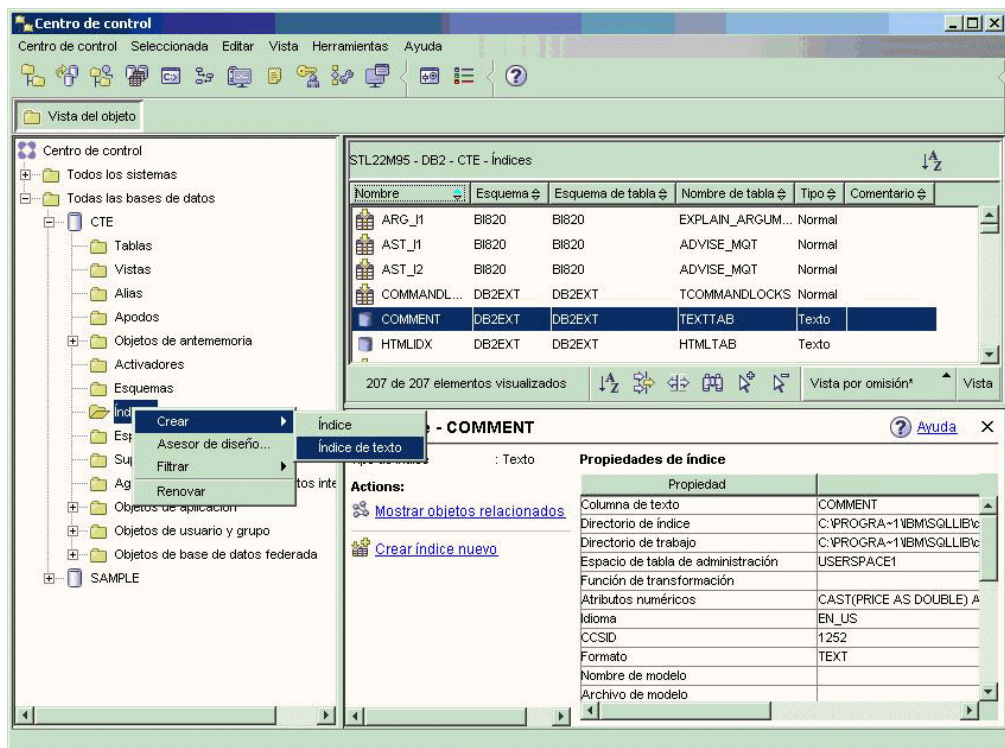 Centro de control
Centro de control Seleccionada Editar Vista Herramientas Ayuda
Vista del objeto
Centro de control
Todos los sistemas
Todas las bases de datos
CTE
Tablas
Vistas
Alias
Apodos
Objetos de antememoria
Activadores
Esquemas
Crear
Asesor de diseño...
Filtrar
Renovar
Índice
Índice de texto
Objetos de aplicación
Objetos de usuario y grupo
Objetos de base de datos federada
SAMPLE
STL22M95 - DB2 - CTE - Índices
Nombre Esquema Esquema de tabla Nombre de tabla Tipo Comentario
ARG_I1 BI820 BI820 EXPLAIN_ARGUM... Normal
AST_I1 BI820 BI820 ADVISE_MQT Normal
AST_I2 BI820 BI820 ADVISE_MQT Normal
COMMANDL... DB2EXT DB2EXT TCOMMANDLOCKS Normal
COMMENT DB2EXT DB2EXT TEXTTAB Texto
HTMLIDX DB2EXT DB2EXT HTMLTAB Texto
207 de 207 elementos visualizados Vista por omisión* Vista
- COMMENT Ayuda
: Texto
Actions:
Mostrar objetos relacionados
Crear índice nuevo
Propiedades de índice
Propiedad
Columna de texto COMMENT
Directorio de índice C:\PROGRA~1\IBM\SQLLIB\c
Directorio de trabajo C:\PROGRA~1\IBM\SQLLIB\c
Espacio de tabla de administración USERSPACE1
Función de transformación
Atributos numéricos CAST(PRICE AS DOUBLE) A
Idioma EN_US
CCSID 1252
Formato TEXT
Nombre de modelo
Archivo de modelo